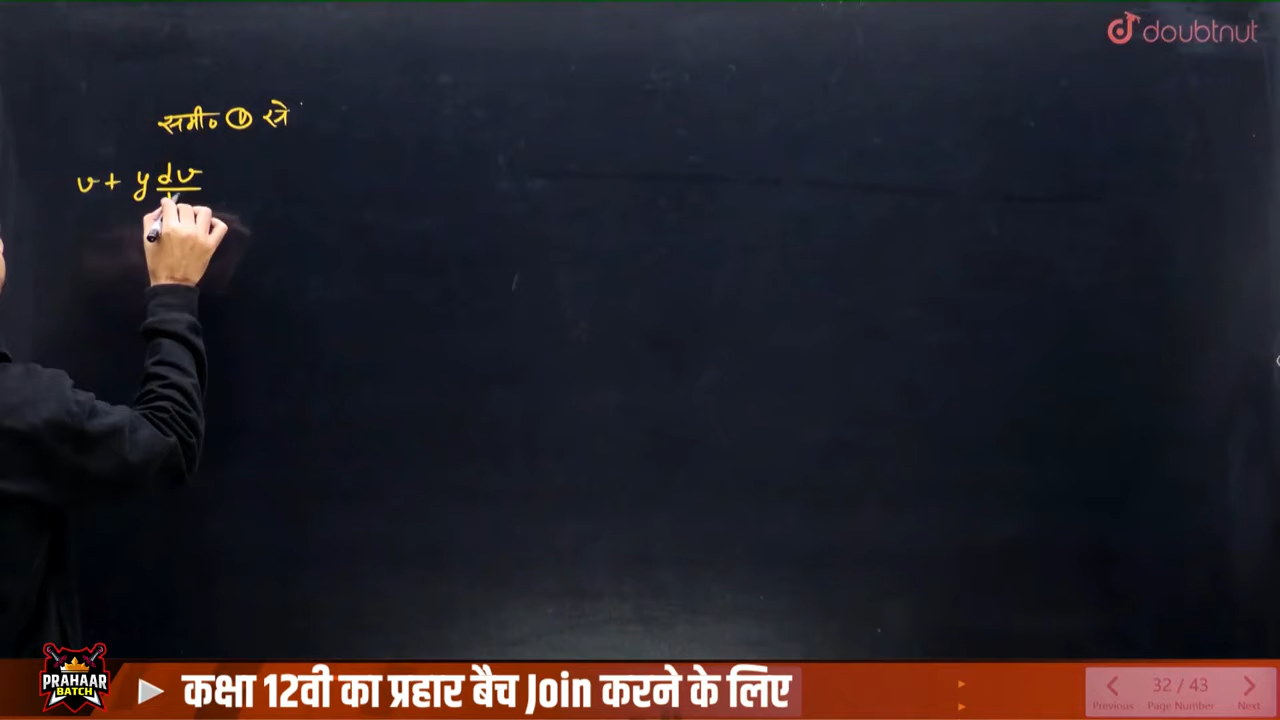 doubtnut
समी० ① से
v + y dv
PRAHAAR
BATCH
कक्षा 12वी का प्रहार बैच Join करने के लिए
32 / 43
Previous Page Number Next